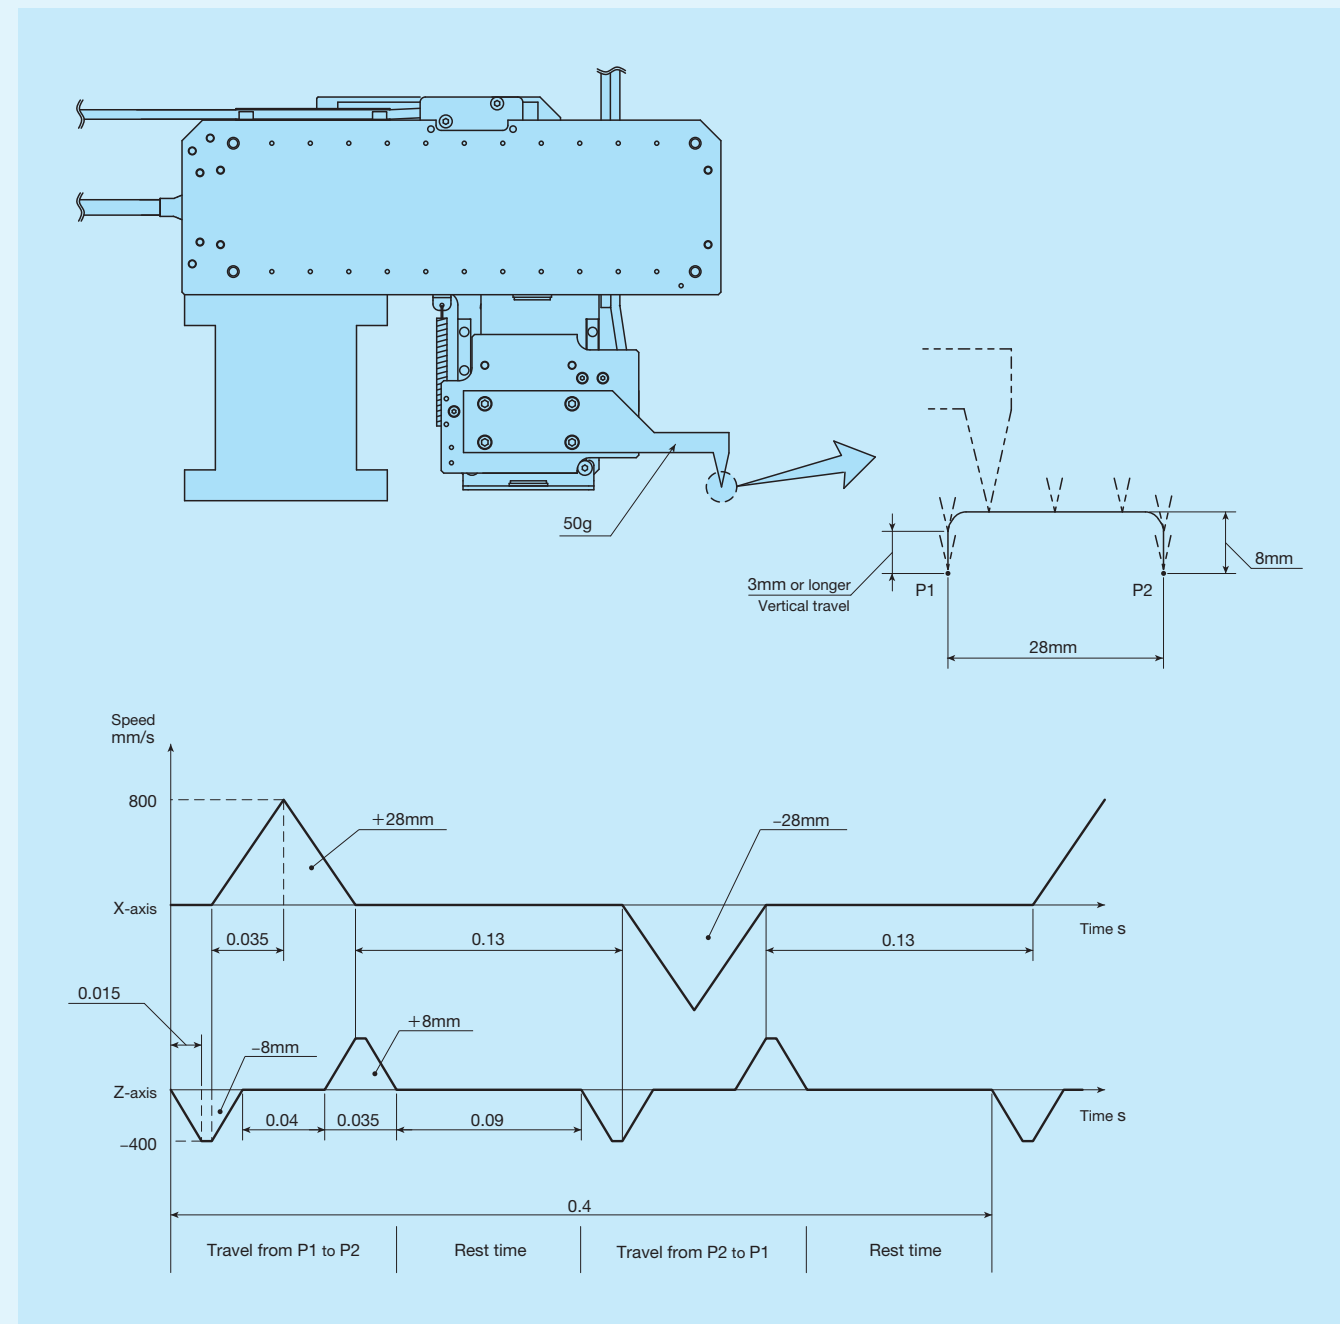 50g
3mm or longer
Vertical travel
P1
P2
8mm
28mm
Speed
mm/s
800
+28mm
−28mm
X-axis
Time s
0.035
0.13
0.13
0.015
−8mm
+8mm
Z-axis
Time s
0.04
0.035
0.09
−400
0.4
Travel from P1 to P2
Rest time
Travel from P2 to P1
Rest time